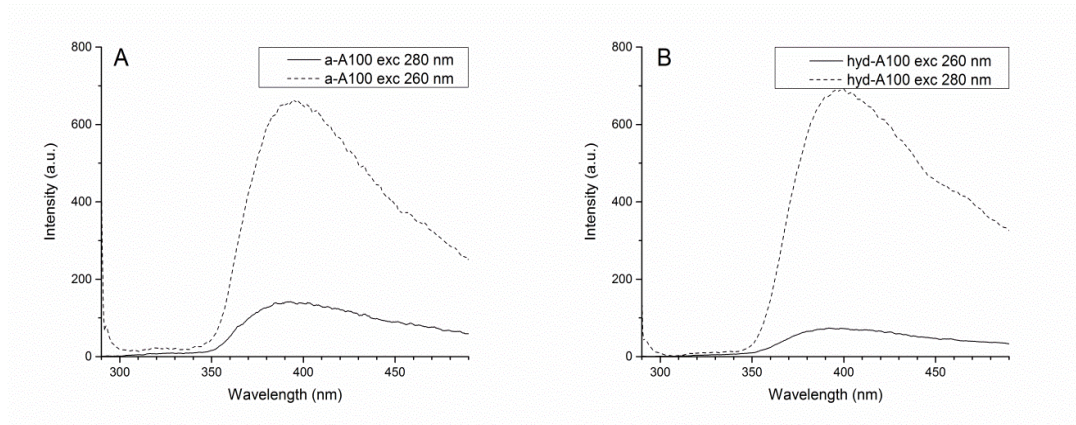 A
a-A100 exc 280 nm
a-A100 exc 260 nm
800
600
400
200
0
Intensity (a.u.)
300
350
400
450
Wavelength (nm)
B
hyd-A100 exc 260 nm
hyd-A100 exc 280 nm
800
600
400
200
0
Intensity (a.u.)
300
350
400
450
Wavelength (nm)